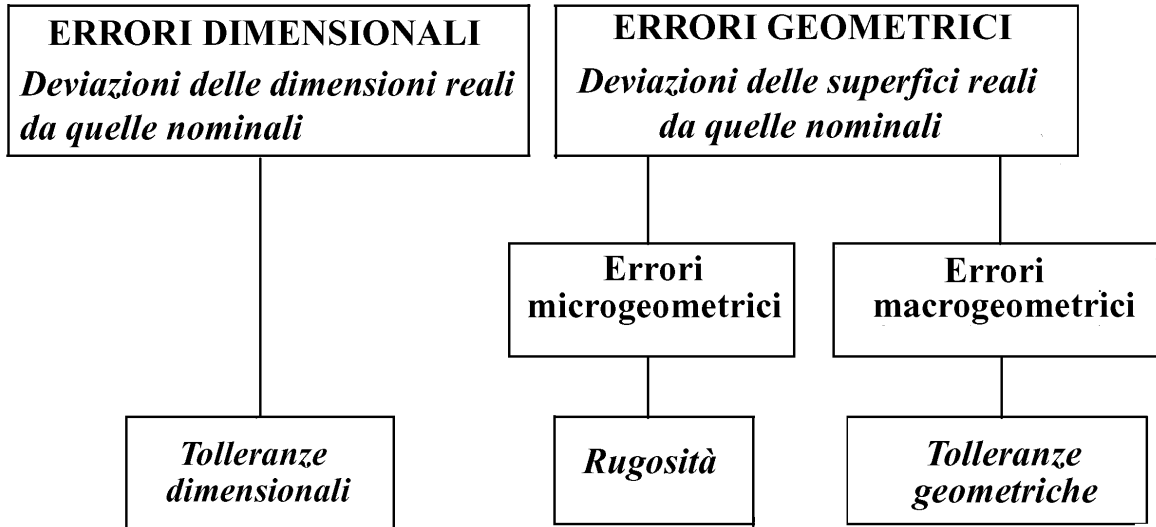 ERRORI DIMENSIONALI
Deviazioni delle dimensioni reali
da quelle nominali
ERRORI GEOMETRICI
Deviazioni delle superfici reali
da quelle nominali
Errori
microgeometrici
Errori
macrogeometrici
Tolleranze
dimensionali
Rugosità
Tolleranze
geometriche